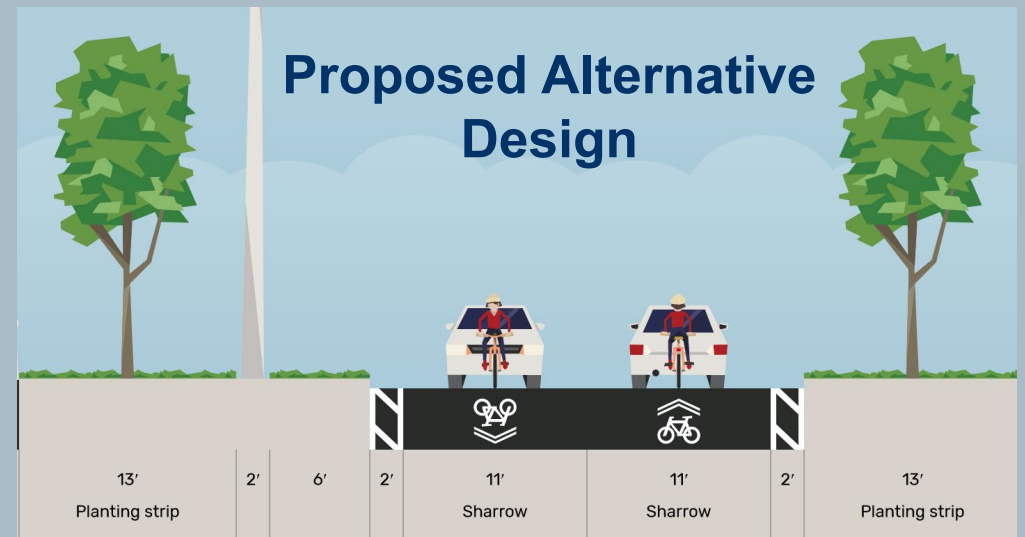 Proposed Alternative
Design
13' 2' 6' 2' 11' 11' 2' 13'
Planting strip Sharrow Sharrow Planting strip